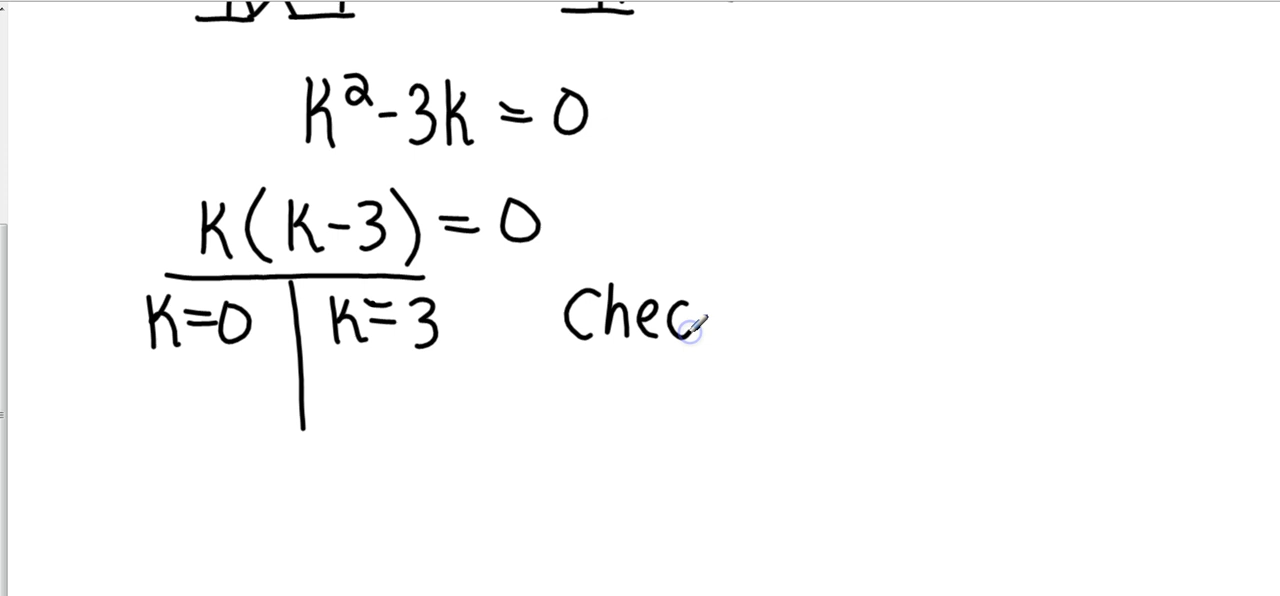 K²-3K = 0
K(K-3) = 0
K=0 K=3 Chec